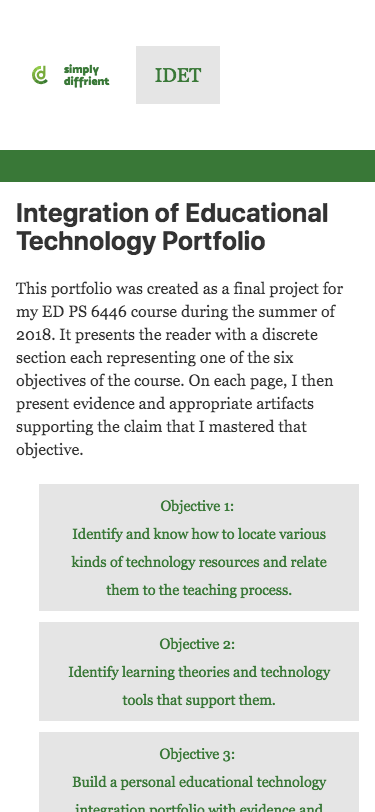 simply
diffrient
IDET
Integration of Educational
Technology Portfolio
This portfolio was created as a final project for
my ED PS 6446 course during the summer of
2018. It presents the reader with a discrete
section each representing one of the six
objectives of the course. On each page, I then
present evidence and appropriate artifacts
supporting the claim that I mastered that
objective.
Objective 1:
Identify and know how to locate various
kinds of technology resources and relate
them to the teaching process.
Objective 2:
Identify learning theories and technology
tools that support them.
Objective 3:
Build a personal educational technology
integration portfolio with evidence and